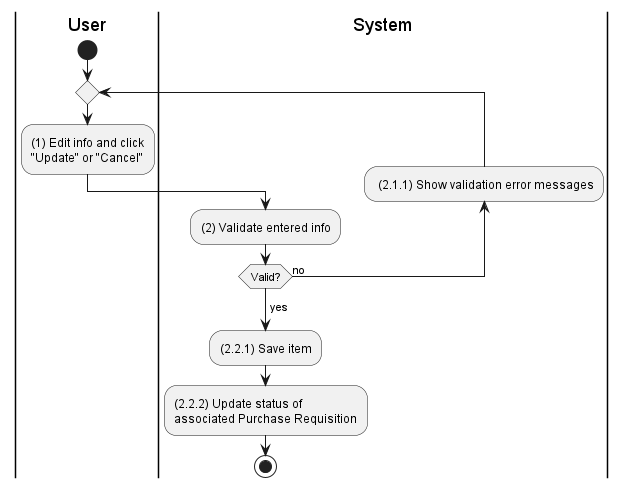 User
System
(1) Edit info and click
"Update" or "Cancel"
(2.1.1) Show validation error messages
(2) Validate entered info
Valid?
no
yes
(2.2.1) Save item
(2.2.2) Update status of
associated Purchase Requisition